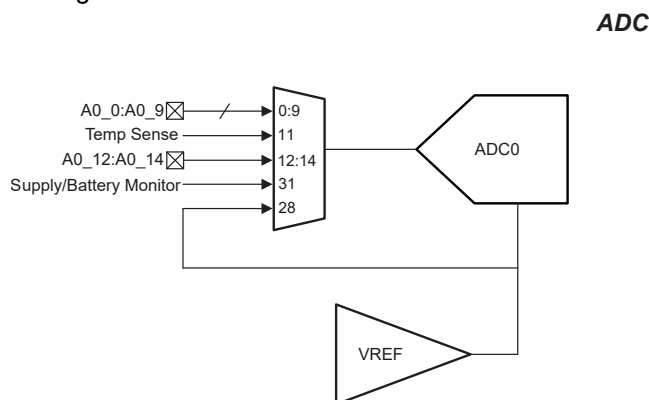 ADC
A0_0:A0_9
0:9
Temp Sense
11
A0_12:A0_14
12:14
Supply/Battery Monitor
31
28
ADC0
VREF